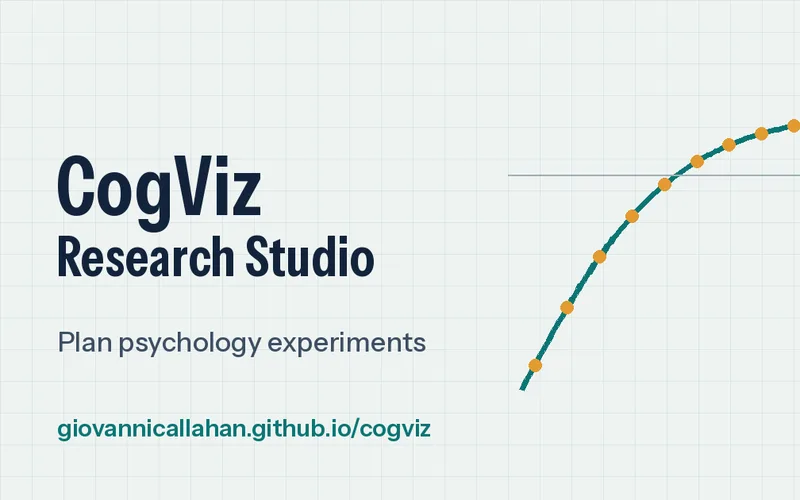 CogViz
Research Studio
Plan psychology experiments
giovannicallahan.github.io/cogviz